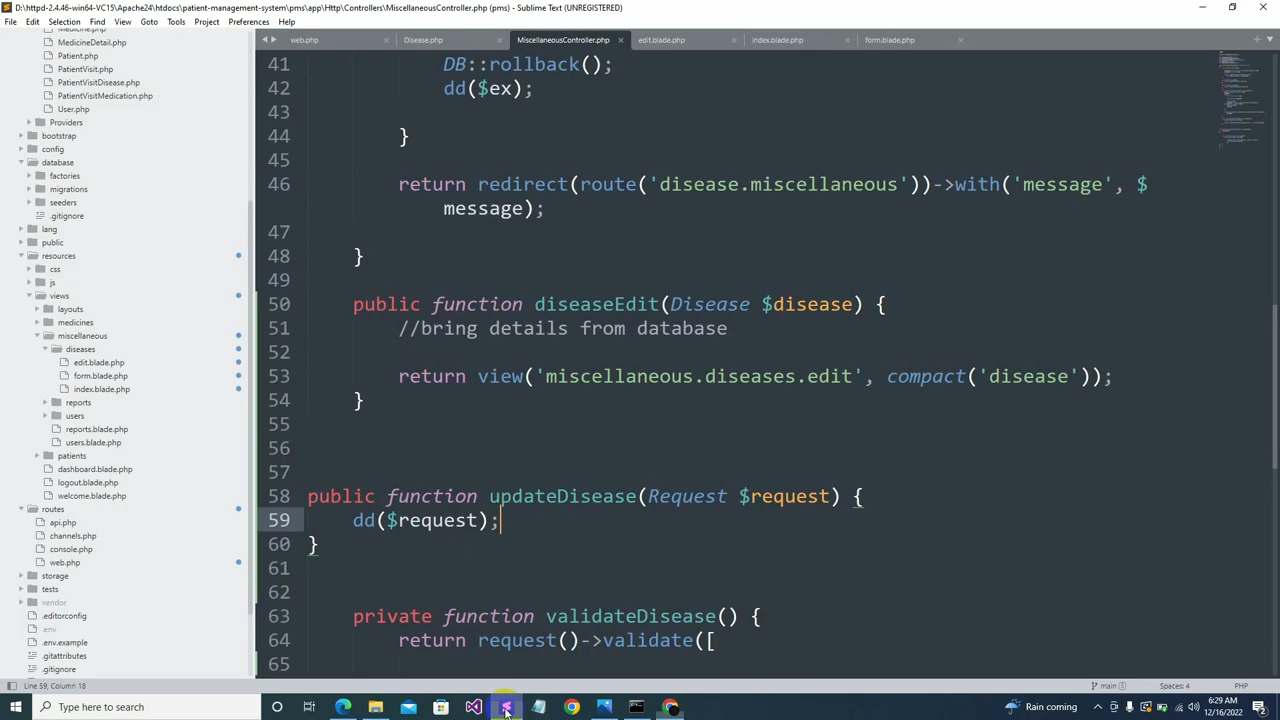 D:\httpd-2.4.46-win64-VC15\Apache24\htdocs\patient-management-system\pms\app\Http\Controllers\MiscellaneousController.php (pms) - Sublime Text (UNREGISTERED)
File Edit Selection Find View Goto Tools Project Preferences Help
web.php Disease.php MiscellaneousController.php edit.blade.php index.blade.php form.blade.php
Medicine.php
MedicineDetail.php
Patient.php
PatientVisit.php
PatientVisitDisease.php
PatientVisitMedication.php
User.php
Providers
bootstrap
config
database
factories
migrations
seeders
.gitignore
lang
public
resources
css
js
views
layouts
medicines
miscellaneous
diseases
edit.blade.php
form.blade.php
index.blade.php
reports
users
reports.blade.php
users.blade.php
patients
dashboard.blade.php
logout.blade.php
welcome.blade.php
routes
api.php
channels.php
console.php
web.php
storage
tests
vendor
.editorconfig
.env
.env.example
.gitattributes
.gitignore
41 DB::rollback();
42 dd($ex);
43
44 }
45
46 return redirect(route('disease.miscellaneous'))->with('message', $
message);
47
48 }
49
50 public function diseaseEdit(Disease $disease) {
51 //bring details from database
52
53 return view('miscellaneous.diseases.edit', compact('disease'));
54 }
55
56
57
58 public function updateDisease(Request $request) {
59 dd($request);
60 }
61
62
63 private function validateDisease() {
64 return request()->validate([
65
Line 59, Column 18 main 5 Spaces: 4 PHP
Type here to search Rain coming 6:29 AM
12/16/2022